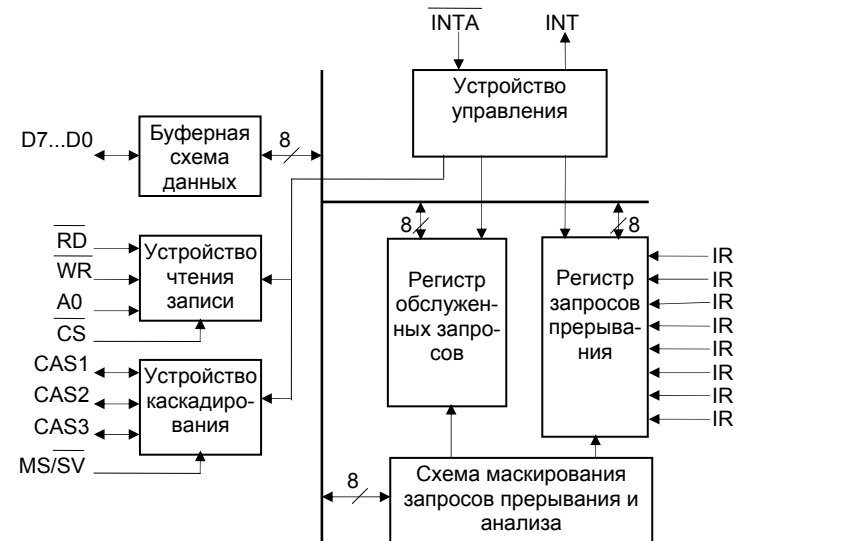 INTA
INT
Устройство
управления
D7...D0
Буферная
схема
данных
8
RD
WR
A0
CS
Устройство
чтения
записи
8
8
Регистр
обслужен-
ных запро-
сов
Регистр
запросов
прерыва-
ния
IR
IR
IR
IR
IR
IR
IR
IR
CAS1
CAS2
CAS3
MS/SV
Устройство
каскадиро-
вания
8
Схема маскирования
запросов прерывания и
анализа